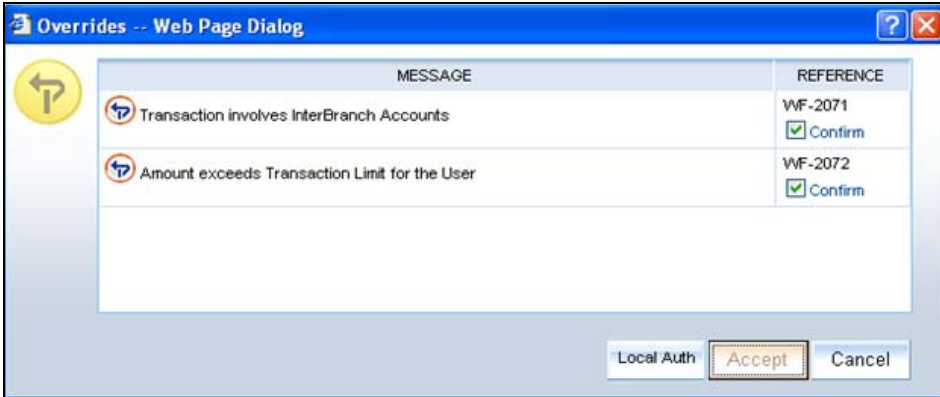 Overrides -- Web Page Dialog
MESSAGE REFERENCE
Transaction involves InterBranch Accounts WF-2071
Confirm
Amount exceeds Transaction Limit for the User WF-2072
Confirm
Local Auth Accept Cancel